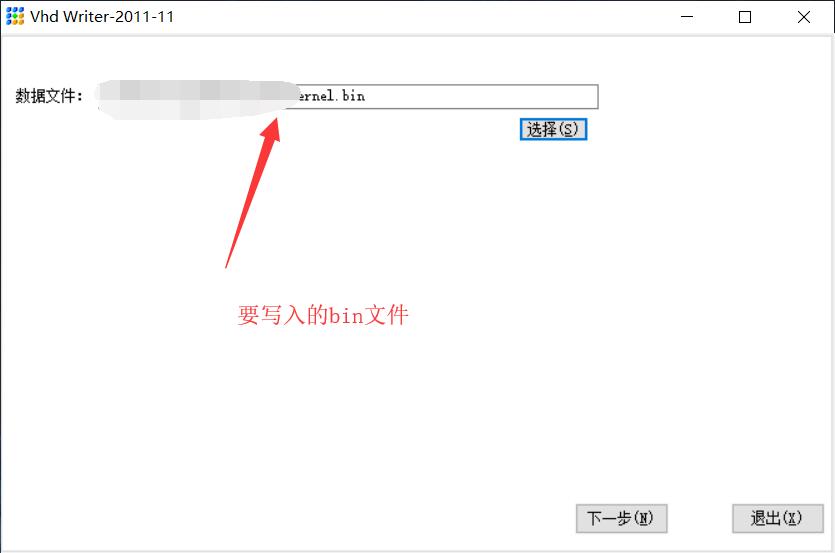 Vhd Writer-2011-11
数据文件： ernel.bin
选择(S)
要写入的bin文件
下一步(N)
退出(X)